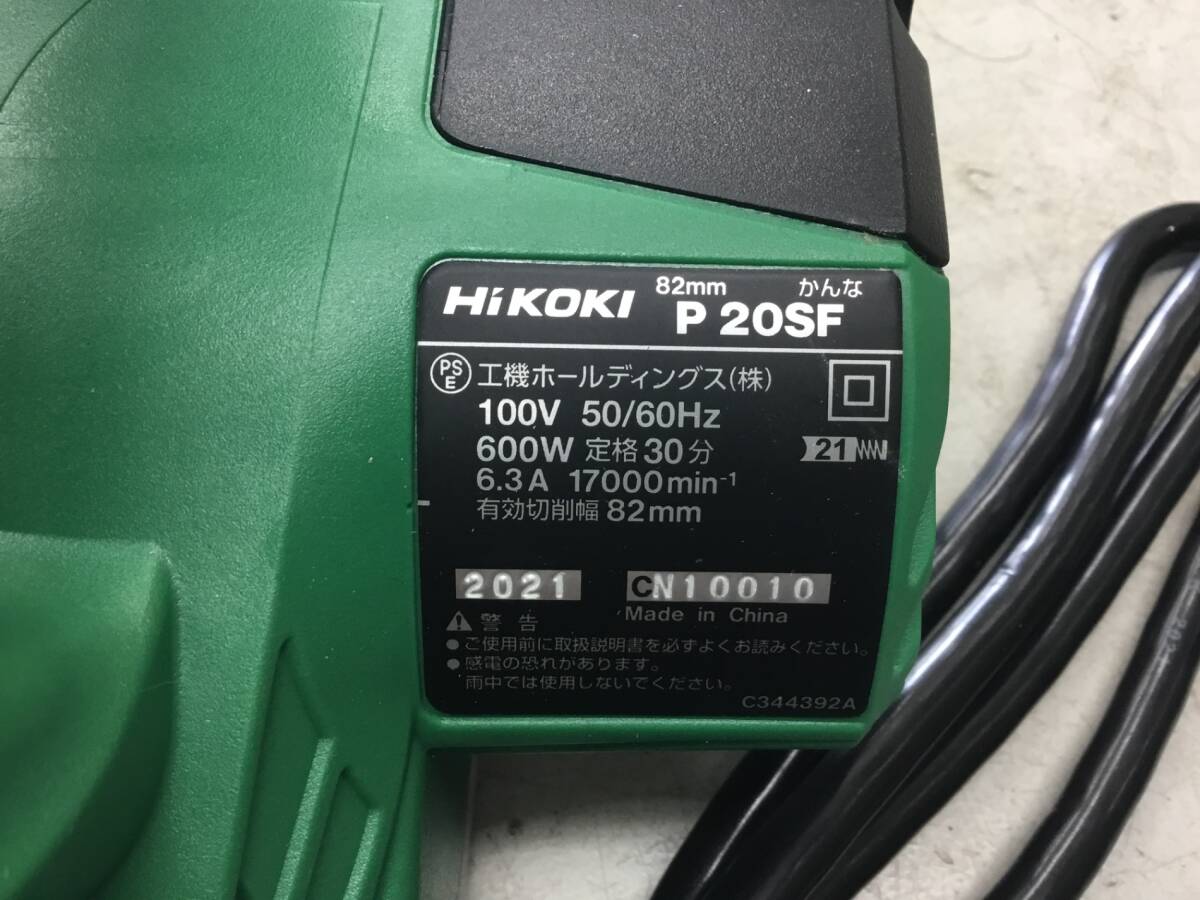 HiKOKI 82mm かんな
P 20SF
PSE 工機ホールディングス(株)
100V 50/60Hz
600W 定格30分
21
6.3A 17000min-1
有効切削幅 82mm
2021 CN10010
Made in China
警告
●ご使用前に取扱説明書を必ずよくお読みください。
●感電の恐れがあります。
雨中では使用しないでください。
C344392A